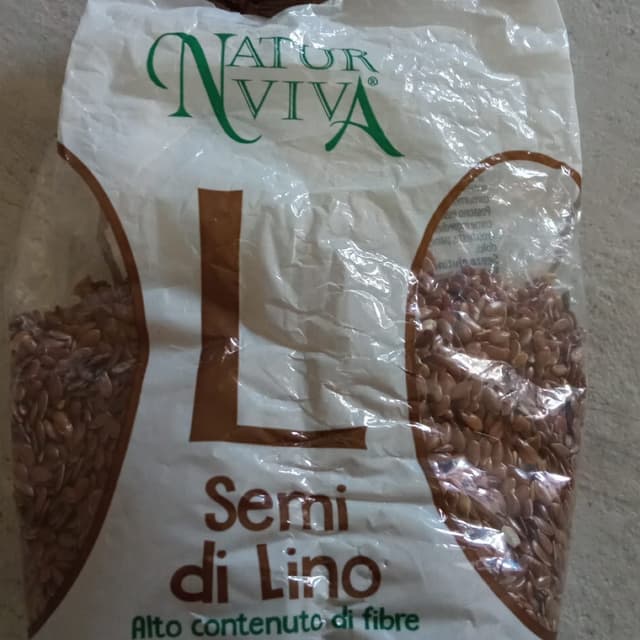 NATUR
VIVA®
L
Semi
di Lino
Alto contenuto di fibre